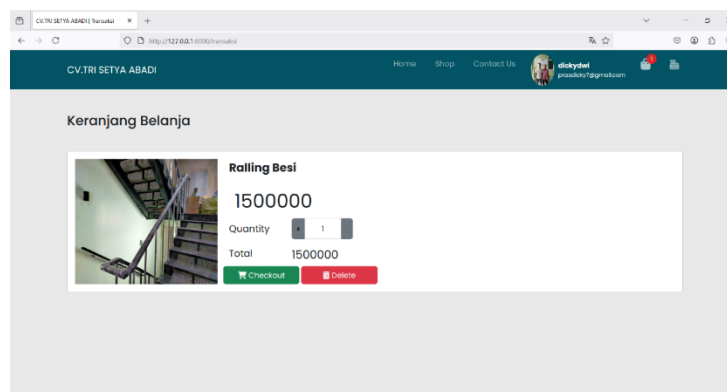 CV.TRI SETYA ABADI | Transaksi
http://127.0.0.1:8000/transaksi
CV.TRI SETYA ABADI
Home
Shop
Contact Us
dickydwi
prasdicky7@gmail.com
1
Keranjang Belanja
Ralling Besi
1500000
Quantity + 1
Total 1500000
Checkout
Delete